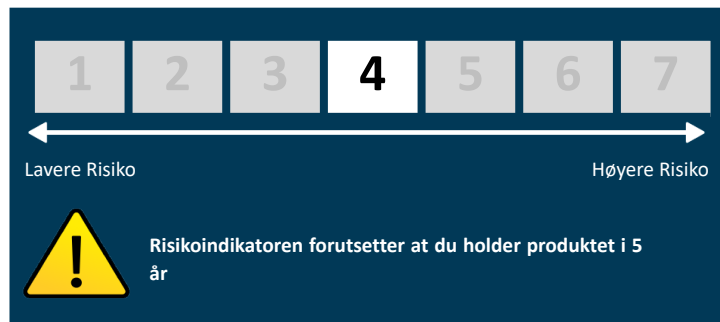 1 2 3 4 5 6 7
Lavere Risiko Høyere Risiko
!
Risikoindikatoren forutsetter at du holder produktet i 5
år